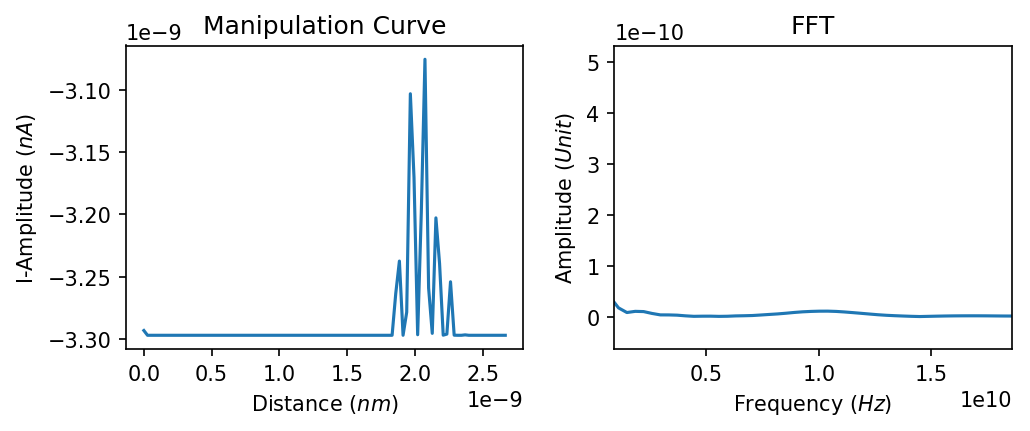 Manipulation Curve
1e−9
I-Amplitude (nA)
−3.10
−3.15
−3.20
−3.25
−3.30
0.0 0.5 1.0 1.5 2.0 2.5
Distance (nm)
1e−9
FFT
1e−10
Amplitude (Unit)
5
4
3
2
1
0
0.5 1.0 1.5
Frequency (Hz)
1e10